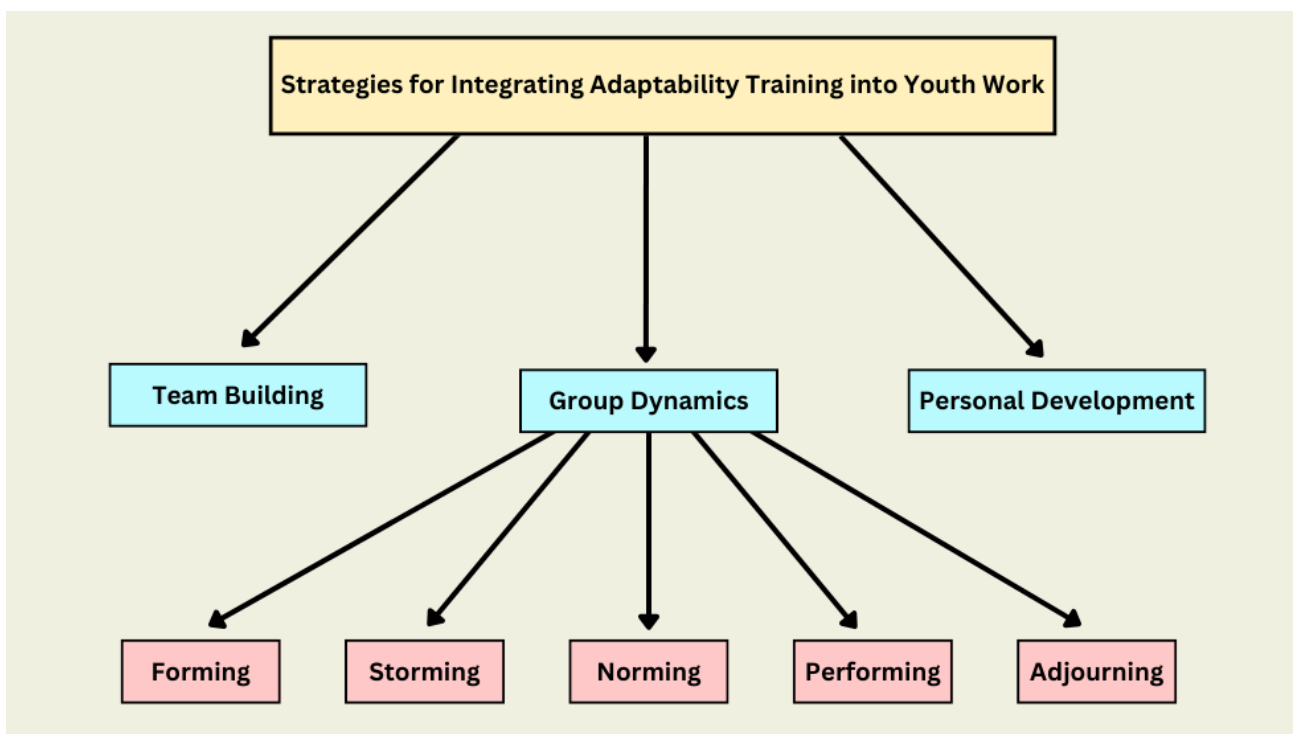 Strategies for Integrating Adaptability Training into Youth Work
Team Building
Group Dynamics
Personal Development
Forming
Storming
Norming
Performing
Adjourning